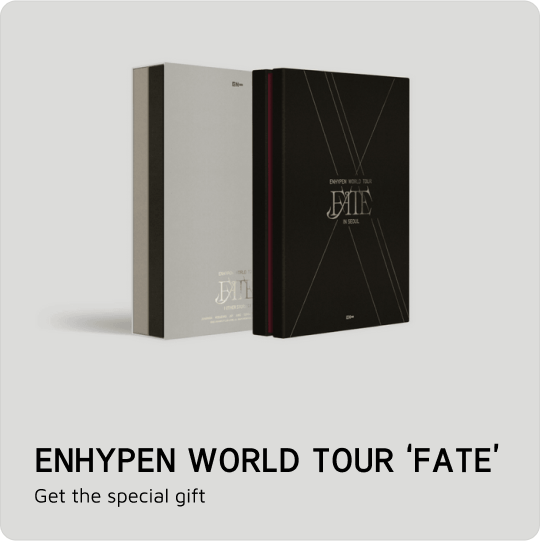 ENHYPEN WORLD TOUR
FATE
ENHYPEN WORLD TOUR
FATE
IN SEOUL
ENHYPEN WORLD TOUR ‘FATE’
Get the special gift